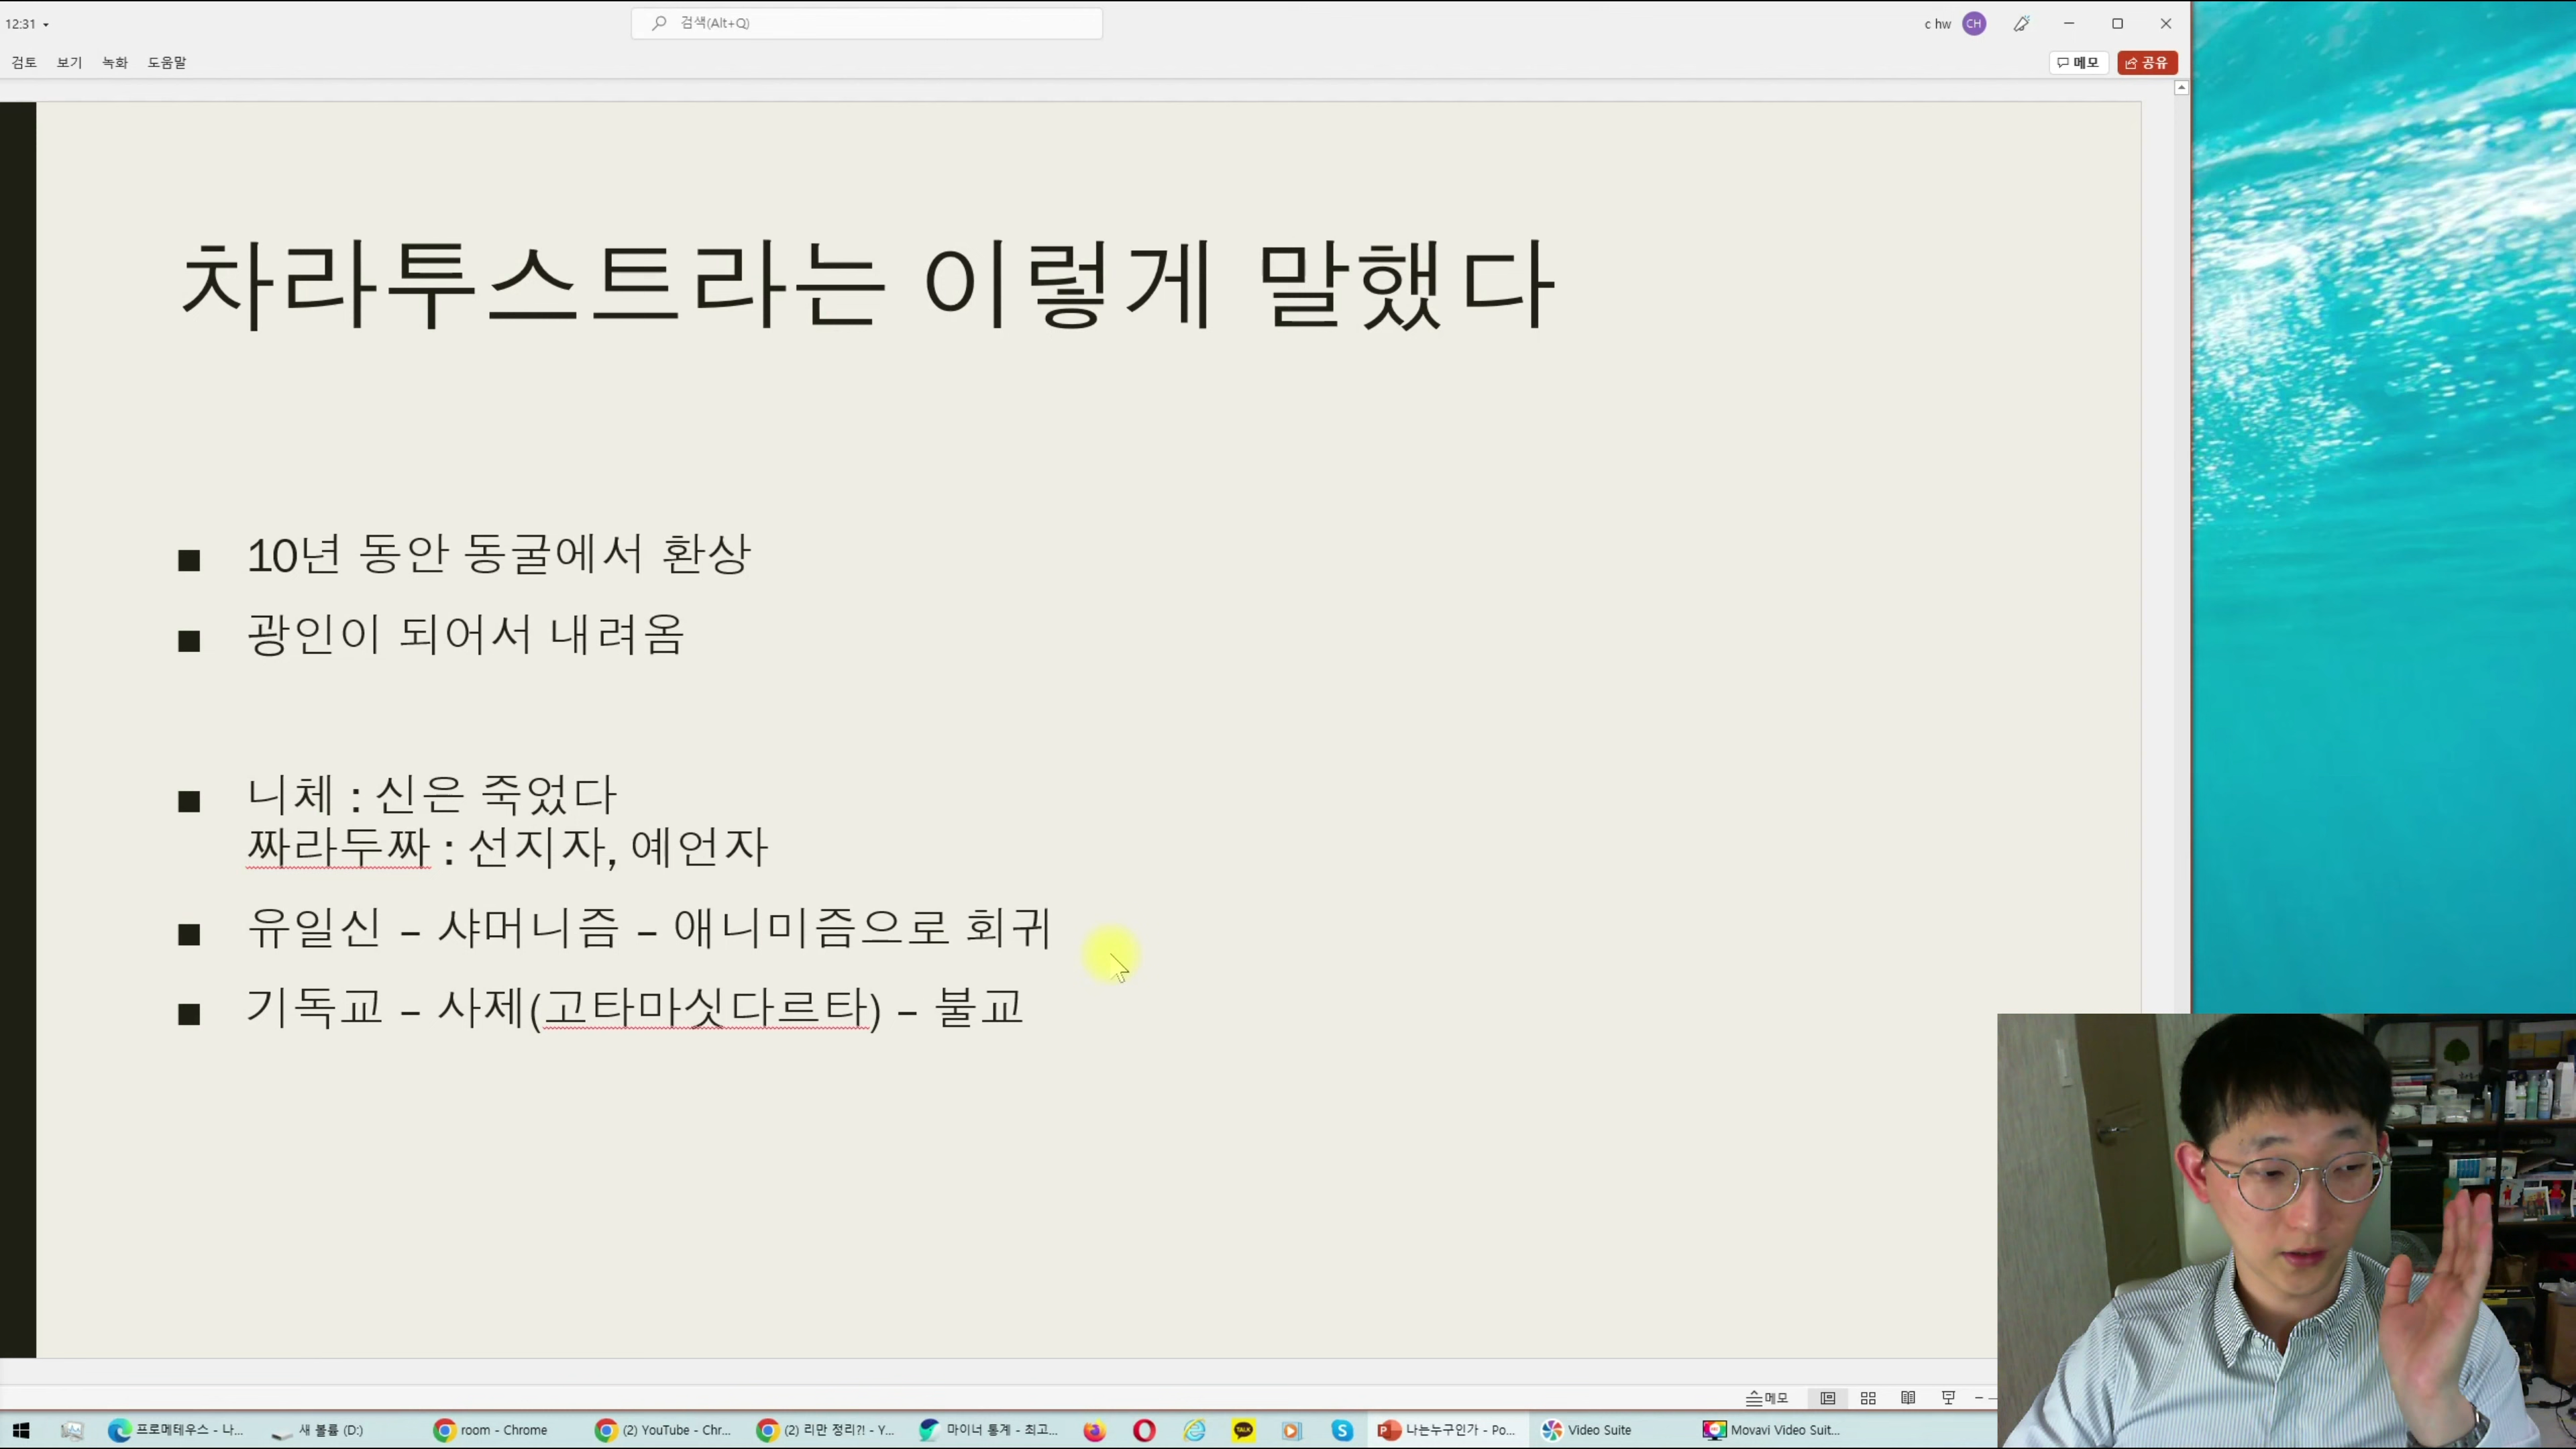 12:31
검색(Alt+Q)
c hw
CH
검토
보기
녹화
도움말
메모
공유
차라투스트라는 이렇게 말했다
10년 동안 동굴에서 환상
광인이 되어서 내려옴
니체 : 신은 죽었다
짜라두짜 : 선지자, 예언자
유일신 – 샤머니즘 – 애니미즘으로 회귀
기독교 – 사제(고타마싯다르타) – 불교
메모
프로메테우스 - 나...
새 볼륨 (D:)
room - Chrome
(2) YouTube - Chr...
(2) 리만 정리?! - Y...
마이너 통계 - 최고...
TALK
나는누구인가 - Po...
Video Suite
Movavi Video Suit...